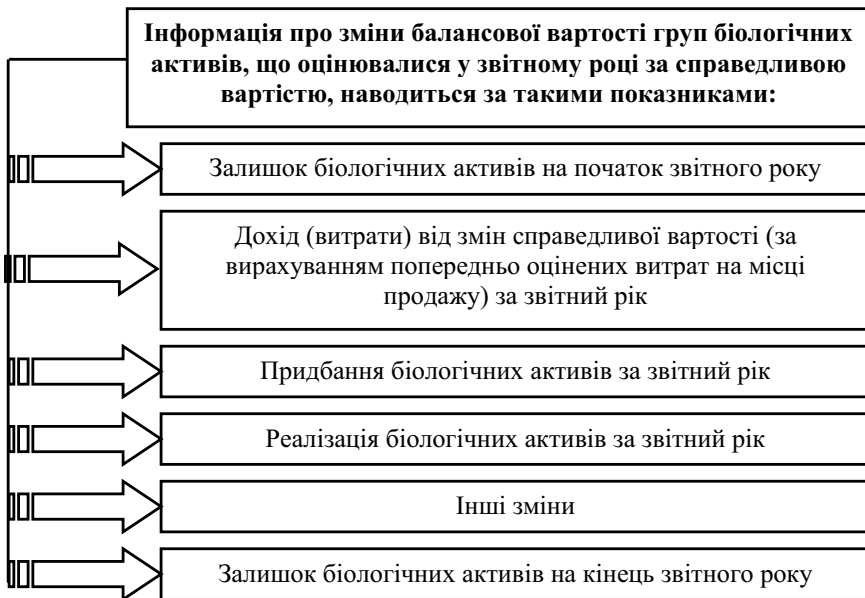 Інформація про зміни балансової вартості груп біологічних
активів, що оцінювалися у звітному році за справедливою
вартістю, наводиться за такими показниками:
Залишок біологічних активів на початок звітного року
Дохід (витрати) від змін справедливої вартості (за
вирахуванням попередньо оцінених витрат на місці
продажу) за звітний рік
Придбання біологічних активів за звітний рік
Реалізація біологічних активів за звітний рік
Інші зміни
Залишок біологічних активів на кінець звітного року